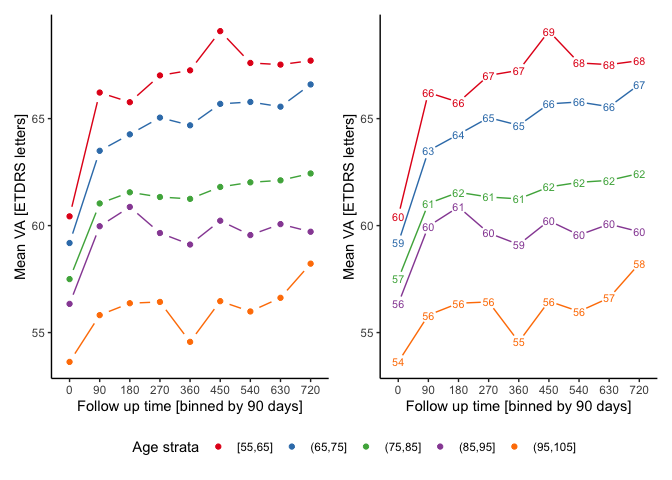 Mean VA [ETDRS letters]
65
60
55
0 90 180 270 360 450 540 630 720
Follow up time [binned by 90 days]
Mean VA [ETDRS letters]
65
60
55
60 66 66 67 67 69 68 68 68
59 63 64 65 65 66 66 66 67
57 61 62 61 61 62 62 62 62
56 60 61 60 59 60 60 60 60
54 56 56 56 55 56 56 57 58
0 90 180 270 360 450 540 630 720
Follow up time [binned by 90 days]
Age strata [55,65] (65,75] (75,85] (85,95] (95,105]